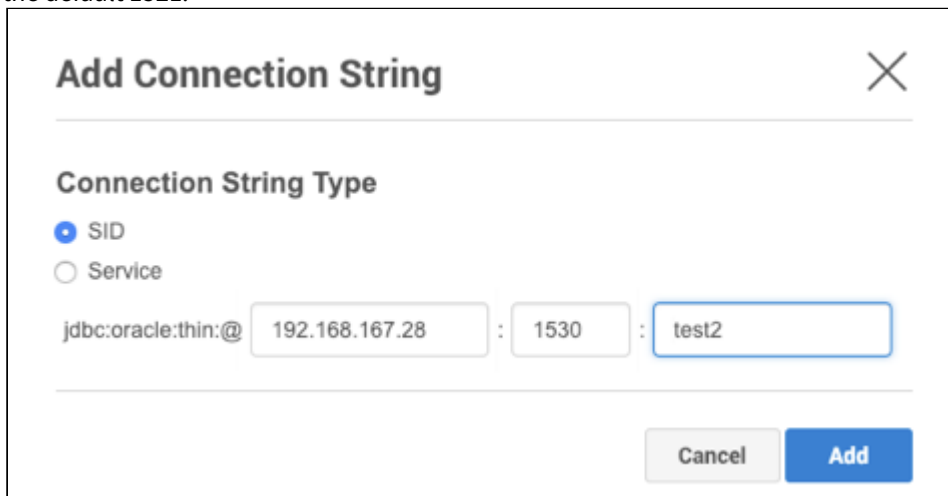 Add Connection String
Connection String Type
SID
Service
jdbc:oracle:thin:@ 192.168.167.28 : 1530 : test2
Cancel Add